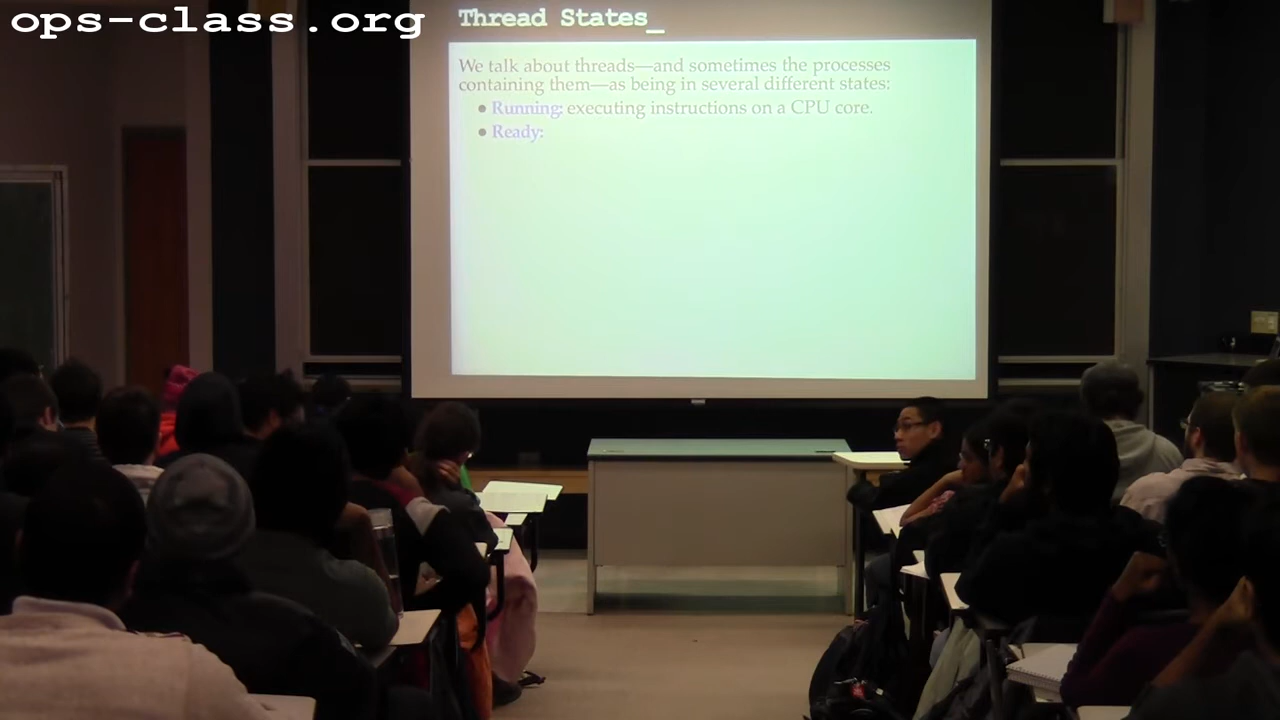 ops-class.org
Thread States_
We talk about threads—and sometimes the processes
containing them—as being in several different states:
● Running: executing instructions on a CPU core.
● Ready: